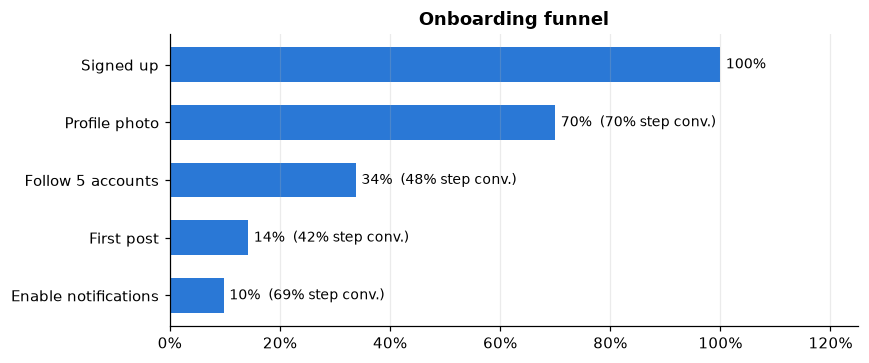 Onboarding funnel
Signed up 100%
Profile photo 70% (70% step conv.)
Follow 5 accounts 34% (48% step conv.)
First post 14% (42% step conv.)
Enable notifications 10% (69% step conv.)
0% 20% 40% 60% 80% 100% 120%